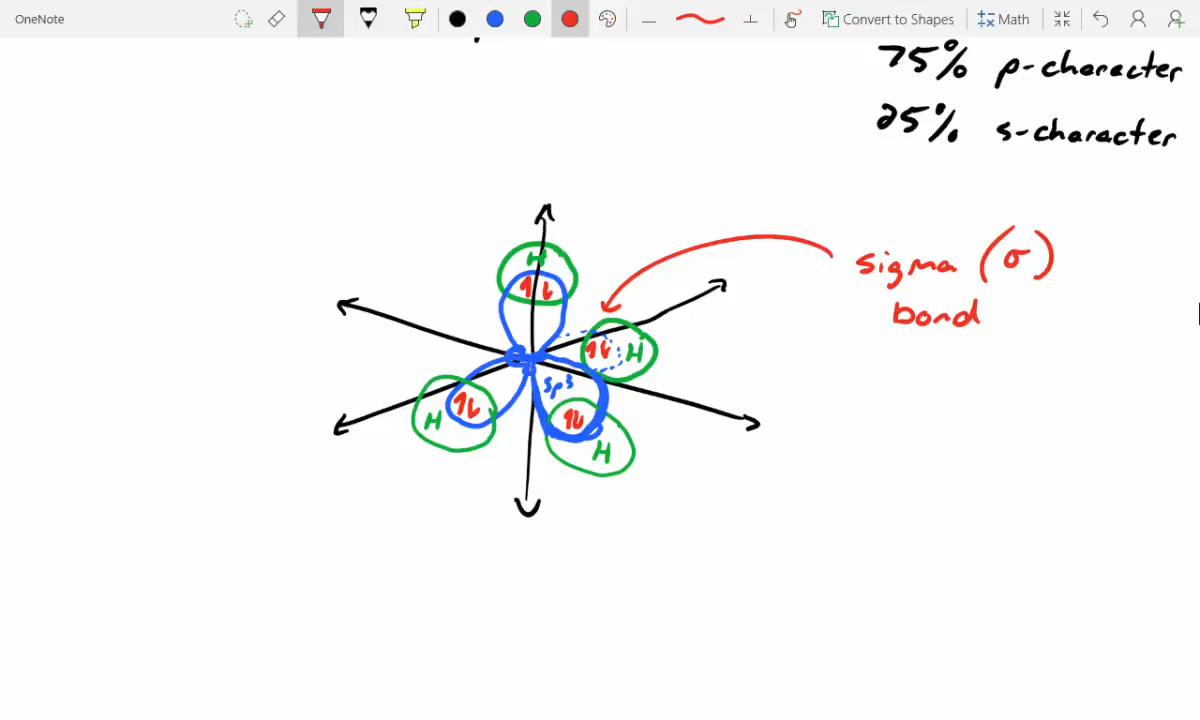 OneNote
Convert to Shapes
Math
75% p-character
25% s-character
H
sigma (σ)
bond
H
sp3
H
H